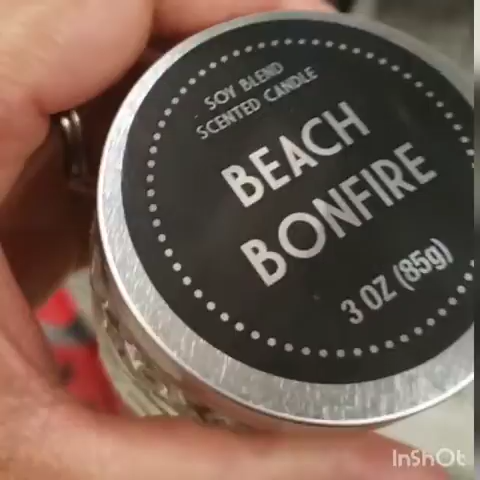 SOY BLEND
SCENTED CANDLE
BEACH
BONFIRE
3 OZ (85g)
InShOt